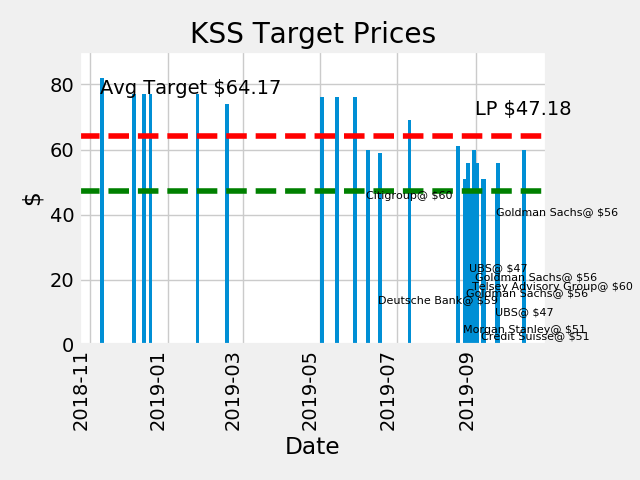 KSS Target Prices
Avg Target $64.17
LP $47.18
80
60
40
20
0
$
Citigroup@ $60
Goldman Sachs@ $56
UBS@ $47
Goldman Sachs@ $56
Telsey Advisory Group@ $60
Goldman Sachs@ $56
Deutsche Bank@ $59
UBS@ $47
Morgan Stanley@ $51
Credit Suisse@ $51
2018-11
2019-01
2019-03
2019-05
2019-07
2019-09
Date